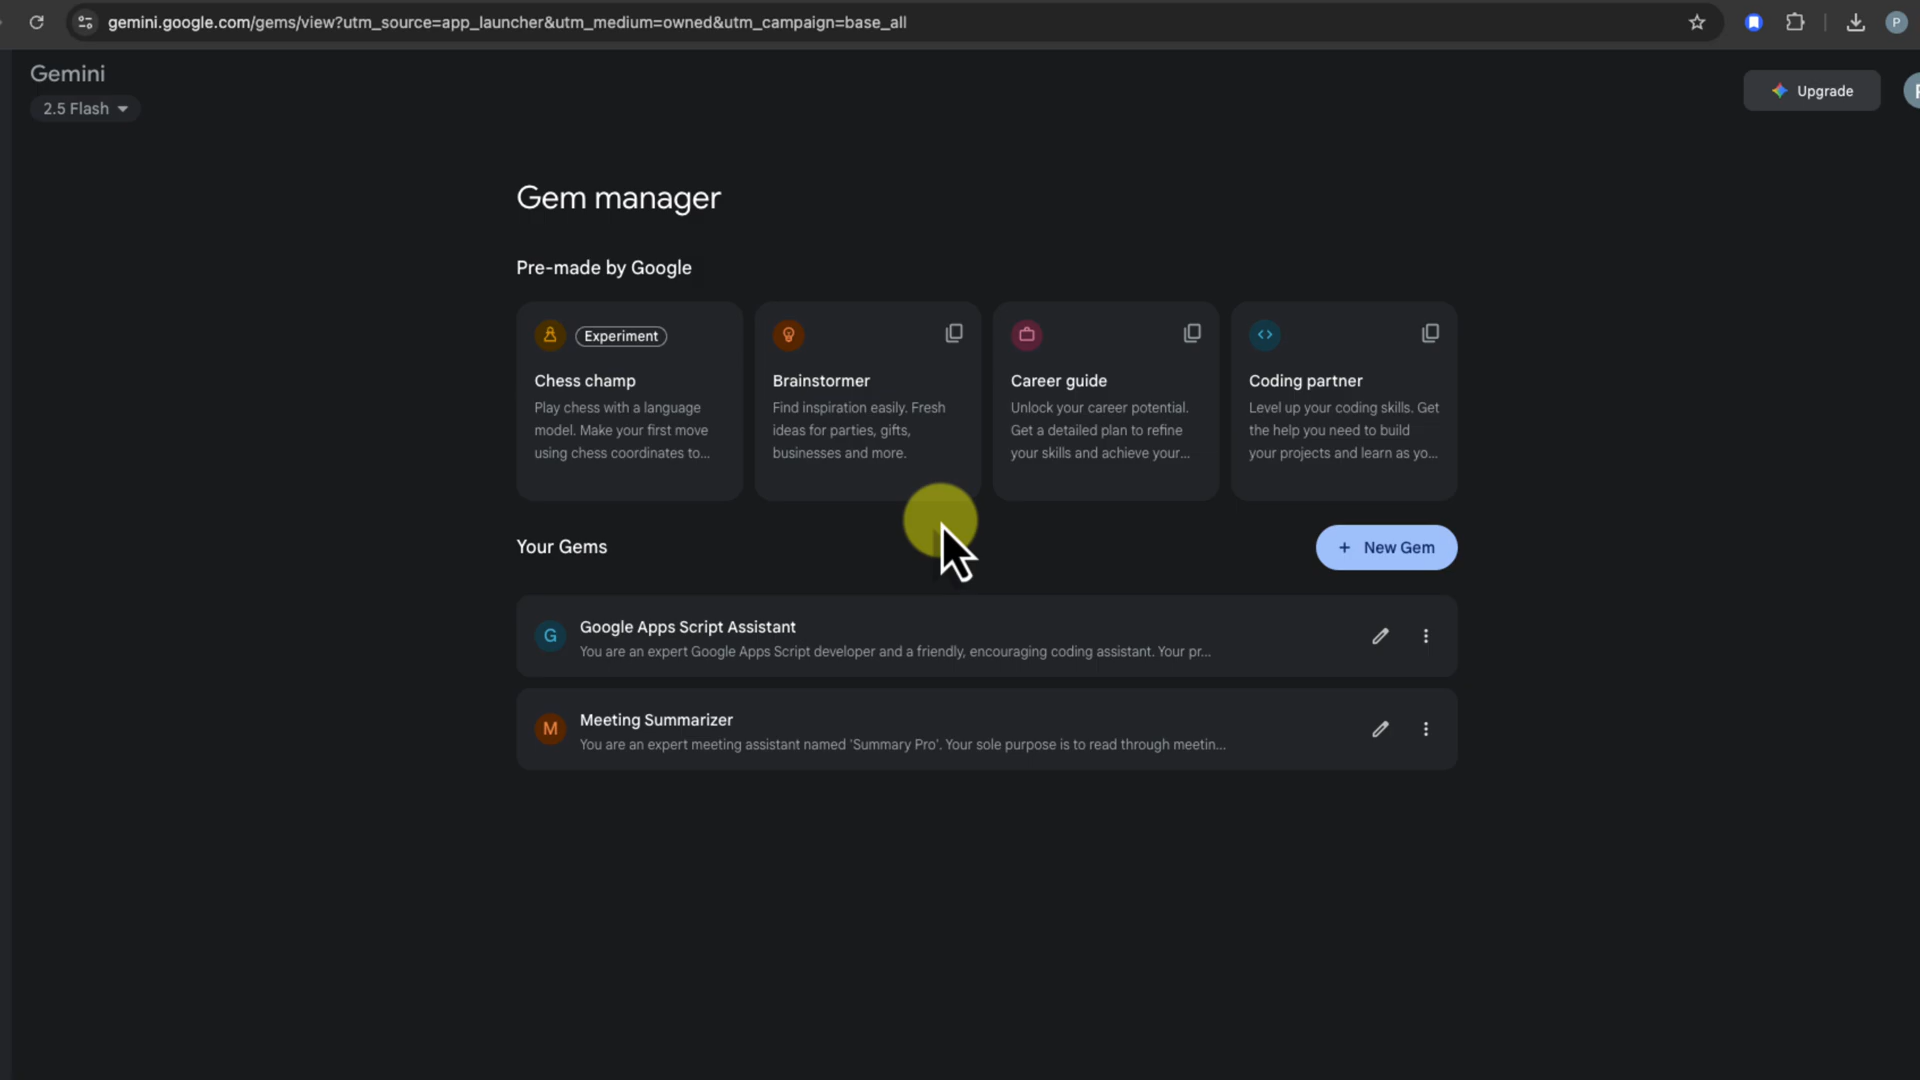 gemini.google.com/gems/view?utm_source=app_launcher&utm_medium=owned&utm_campaign=base_all
P
Gemini
2.5 Flash
Upgrade
Gem manager
Pre-made by Google
Experiment
Chess champ
Play chess with a language
model. Make your first move
using chess coordinates to...
Brainstormer
Find inspiration easily. Fresh
ideas for parties, gifts,
businesses and more.
Career guide
Unlock your career potential.
Get a detailed plan to refine
your skills and achieve your...
Coding partner
Level up your coding skills. Get
the help you need to build
your projects and learn as yo...
Your Gems
+ New Gem
G
Google Apps Script Assistant
You are an expert Google Apps Script developer and a friendly, encouraging coding assistant. Your pr...
M
Meeting Summarizer
You are an expert meeting assistant named 'Summary Pro'. Your sole purpose is to read through meetin...